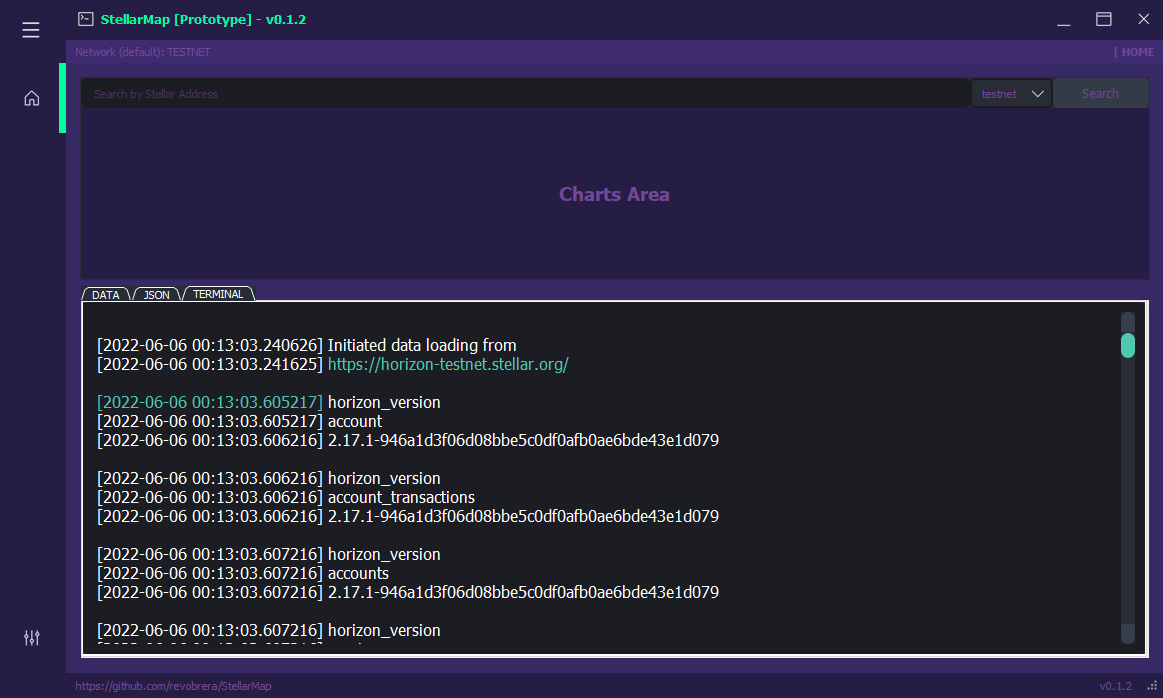 StellarMap [Prototype] - v0.1.2
Network (default): TESTNET
| HOME
Search by Stellar Address
testnet
Search
Charts Area
DATA
JSON
TERMINAL
[2022-06-06 00:13:03.240626] Initiated data loading from
[2022-06-06 00:13:03.241625] https://horizon-testnet.stellar.org/
[2022-06-06 00:13:03.605217] horizon_version
[2022-06-06 00:13:03.605217] account
[2022-06-06 00:13:03.606216] 2.17.1-946a1d3f06d08bbe5c0df0afb0ae6bde43e1d079
[2022-06-06 00:13:03.606216] horizon_version
[2022-06-06 00:13:03.606216] account_transactions
[2022-06-06 00:13:03.606216] 2.17.1-946a1d3f06d08bbe5c0df0afb0ae6bde43e1d079
[2022-06-06 00:13:03.607216] horizon_version
[2022-06-06 00:13:03.607216] accounts
[2022-06-06 00:13:03.607216] 2.17.1-946a1d3f06d08bbe5c0df0afb0ae6bde43e1d079
[2022-06-06 00:13:03.607216] horizon_version
https://github.com/revobrera/StellarMap
v0.1.2